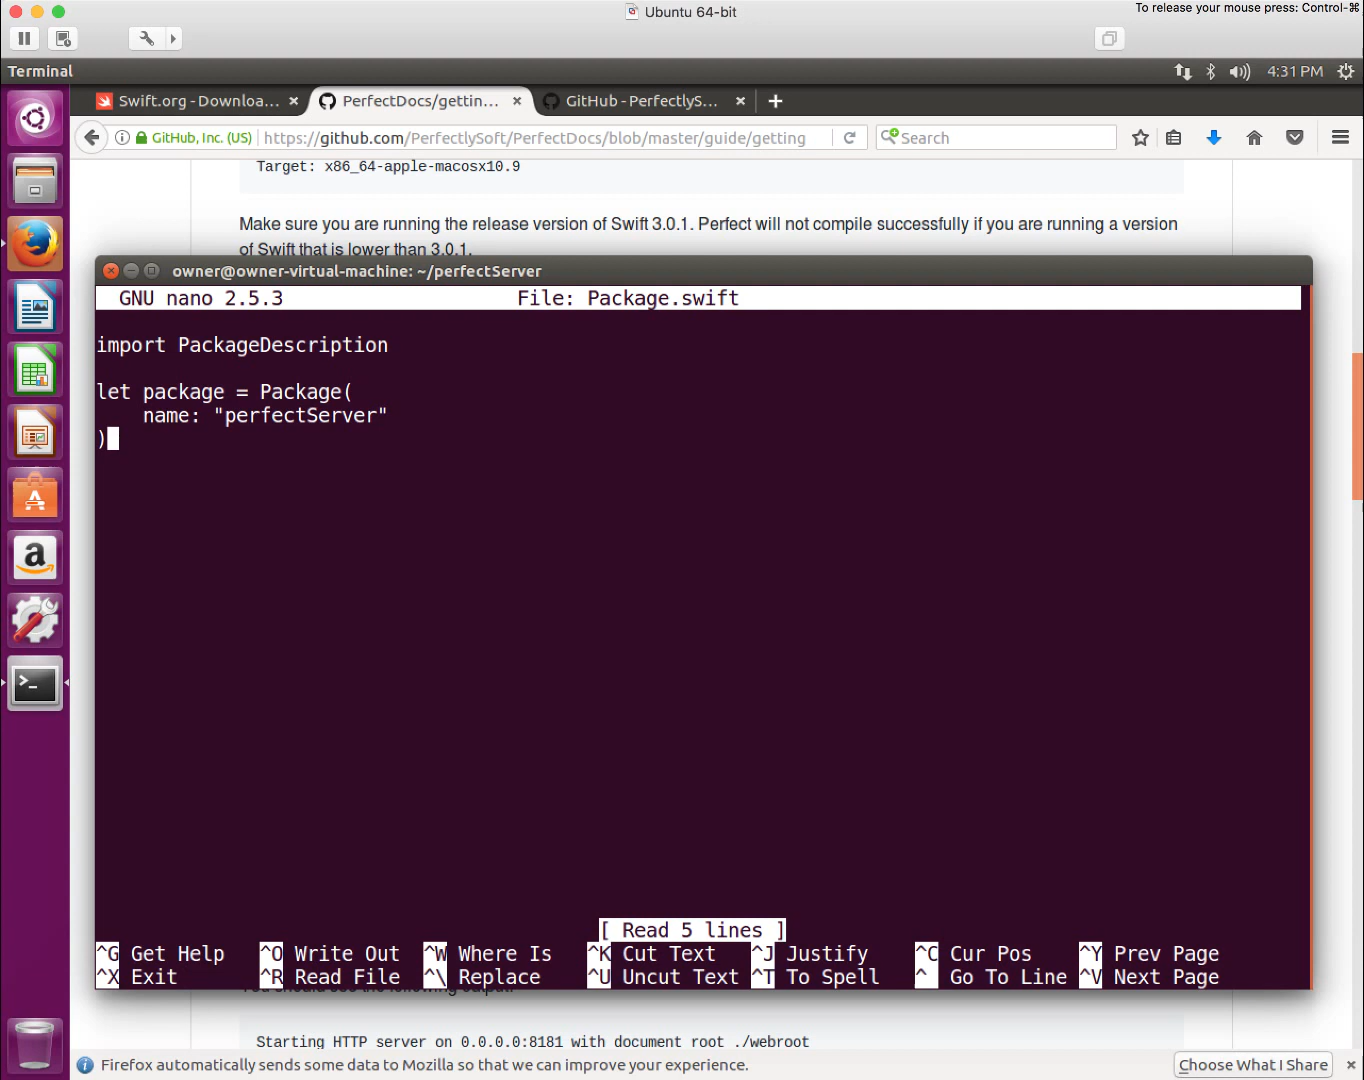 Ubuntu 64-bit
To release your mouse press: Control-⌘
Terminal
4:31 PM
Swift.org - Downloa... ×
PerfectDocs/gettin... ×
GitHub - PerfectlyS... ×
+
GitHub, Inc. (US)
https://github.com/PerfectlySoft/PerfectDocs/blob/master/guide/getting
Search
Target: x86_64-apple-macosx10.9
Make sure you are running the release version of Swift 3.0.1. Perfect will not compile successfully if you are running a version
of Swift that is lower than 3.0.1.
owner@owner-virtual-machine: ~/perfectServer
GNU nano 2.5.3 File: Package.swift
import PackageDescription
let package = Package(
name: "perfectServer"
)
[ Read 5 lines ]
^G Get Help ^O Write Out ^W Where Is ^K Cut Text ^J Justify ^C Cur Pos ^Y Prev Page
^X Exit ^R Read File ^\ Replace ^U Uncut Text ^T To Spell ^_ Go To Line ^V Next Page
Starting HTTP server on 0.0.0.0:8181 with document root ./webroot
Firefox automatically sends some data to Mozilla so that we can improve your experience.
Choose What I Share ×